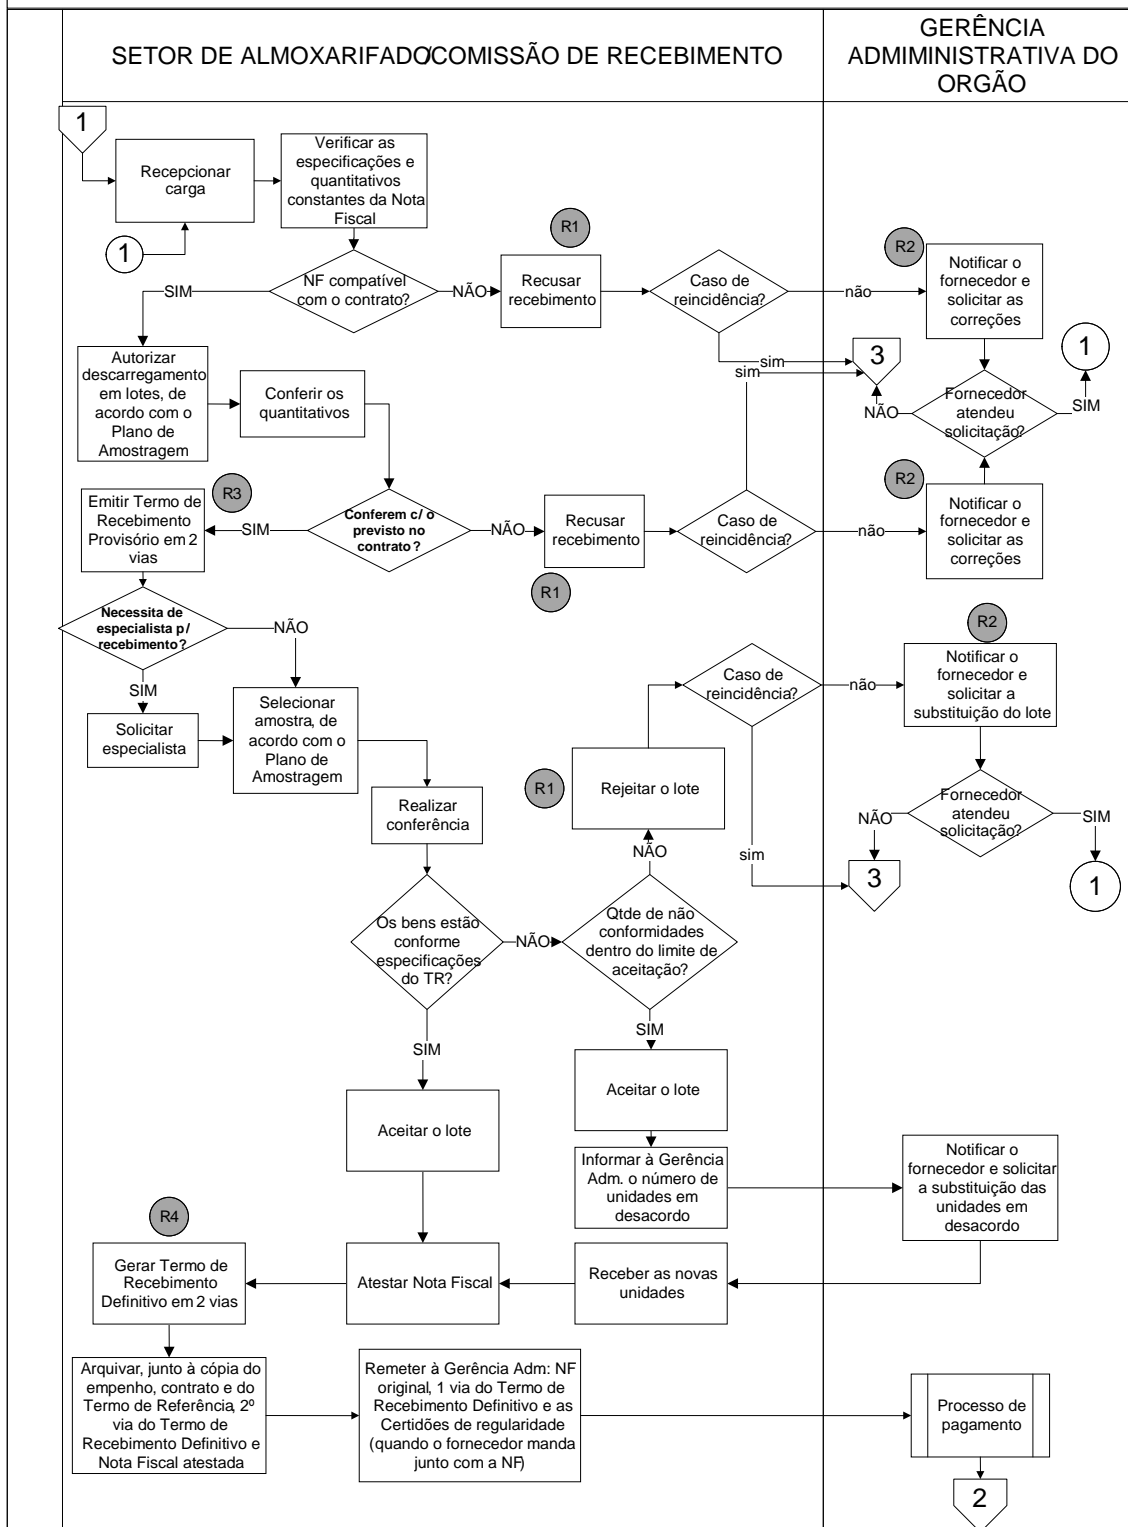 SETOR DE ALMOXARIFADO/COMISSÃO DE RECEBIMENTO
GERÊNCIA
ADMIMINISTRATIVA DO
ORGÃO
1
Recepcionar
carga
Verificar as
especificações e
quantitativos
constantes da Nota
Fiscal
1
R1
R2
NF compatível
com o contrato?
SIM
NÃO
Recusar
recebimento
Caso de
reincidência?
não
Notificar o
fornecedor e
solicitar as
correções
sim
sim
3
1
Autorizar
descarregamento
em lotes, de
acordo com o
Plano de
Amostragem
Conferir os
quantitativos
NÃO
Fornecedor
atendeu
solicitação?
SIM
R3
R2
Emitir Termo de
Recebimento
Provisório em 2
vias
SIM
Conferem c/ o
previsto no
contrato?
NÃO
Recusar
recebimento
Caso de
reincidência?
não
Notificar o
fornecedor e
solicitar as
correções
R1
Necessita de
especialista p/
recebimento?
NÃO
R2
SIM
Solicitar
especialista
Selecionar
amostra, de
acordo com o
Plano de
Amostragem
Caso de
reincidência?
não
Notificar o
fornecedor e
solicitar a
substituição do lote
Realizar
conferência
R1
Rejeitar o lote
NÃO
Fornecedor
atendeu
solicitação?
SIM
NÃO
sim
3
1
Os bens estão
conforme
especificações
do TR?
NÃO
Qtde de não
conformidades
dentro do limite de
aceitação?
SIM
SIM
Aceitar o lote
Aceitar o lote
Informar à Gerência
Adm. o número de
unidades em
desacordo
Notificar o
fornecedor e solicitar
a substituição das
unidades em
desacordo
R4
Gerar Termo de
Recebimento
Definitivo em 2 vias
Atestar Nota Fiscal
Receber as novas
unidades
Arquivar, junto à cópia do
empenho, contrato e do
Termo de Referência, 2º
via do Termo de
Recebimento Definitivo e
Nota Fiscal atestada
Remeter à Gerência Adm: NF
original, 1 via do Termo de
Recebimento Definitivo e as
Certidões de regularidade
(quando o fornecedor manda
junto com a NF)
Processo de
pagamento
2